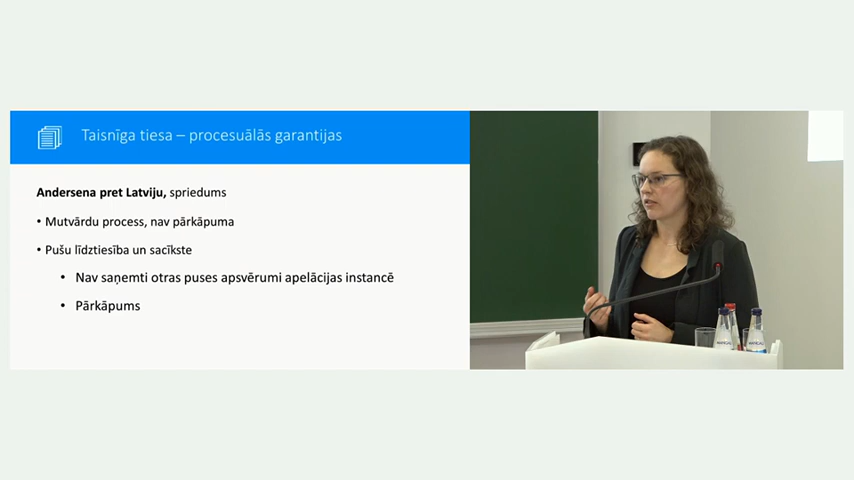 Taisnīga tiesa – procesuālās garantijas
Andersena pret Latviju, spriedums
• Mutvārdu process, nav pārkāpuma
• Pušu līdztiesība un sacīkste
• Nav saņemti otras puses apsvērumi apelācijas instancē
• Pārkāpums